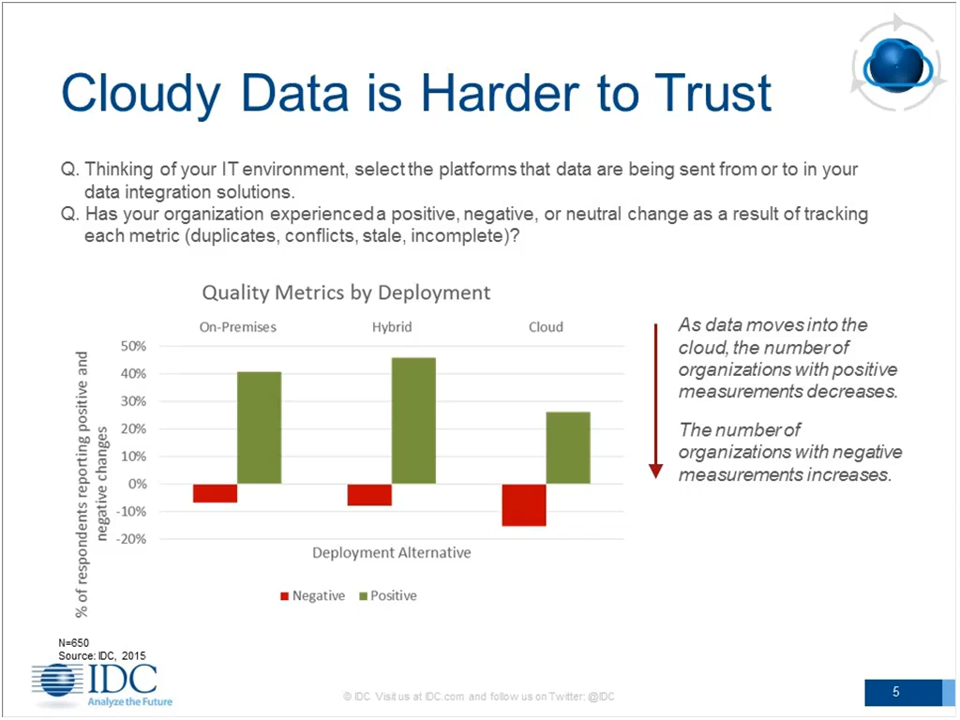 Cloudy Data is Harder to Trust
Q. Thinking of your IT environment, select the platforms that data are being sent from or to in your
data integration solutions.
Q. Has your organization experienced a positive, negative, or neutral change as a result of tracking
each metric (duplicates, conflicts, stale, incomplete)?
Quality Metrics by Deployment
On-Premises Hybrid Cloud
% of respondents reporting positive and
negative changes
50%
40%
30%
20%
10%
0%
-10%
-20%
Deployment Alternative
Negative Positive
As data moves into the
cloud, the number of
organizations with positive
measurements decreases.
The number of
organizations with negative
measurements increases.
N=650
Source: IDC, 2015
IDC
Analyze the Future
© IDC Visit us at IDC.com and follow us on Twitter: @IDC
5